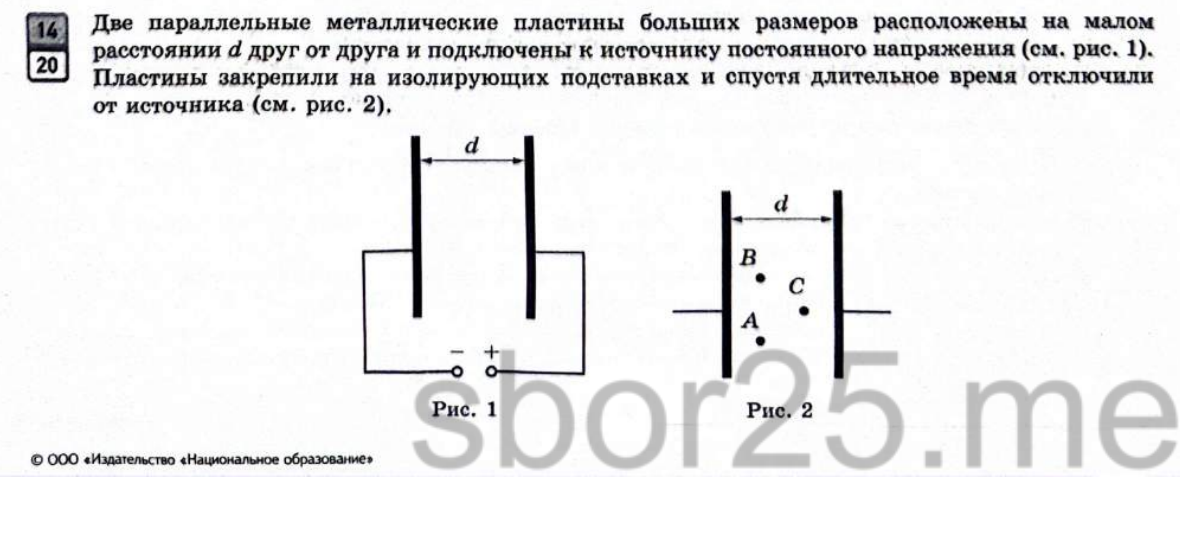 14
20
Две параллельные металлические пластины больших размеров расположены на малом
расстоянии d друг от друга и подключены к источнику постоянного напряжения (см. рис. 1).
Пластины закрепили на изолирующих подставках и спустя длительное время отключили
от источника (см. рис. 2).
d
d
B
C
A
– +
Рис. 1
Рис. 2
sbor25.me
© ООО «Издательство «Национальное образование»